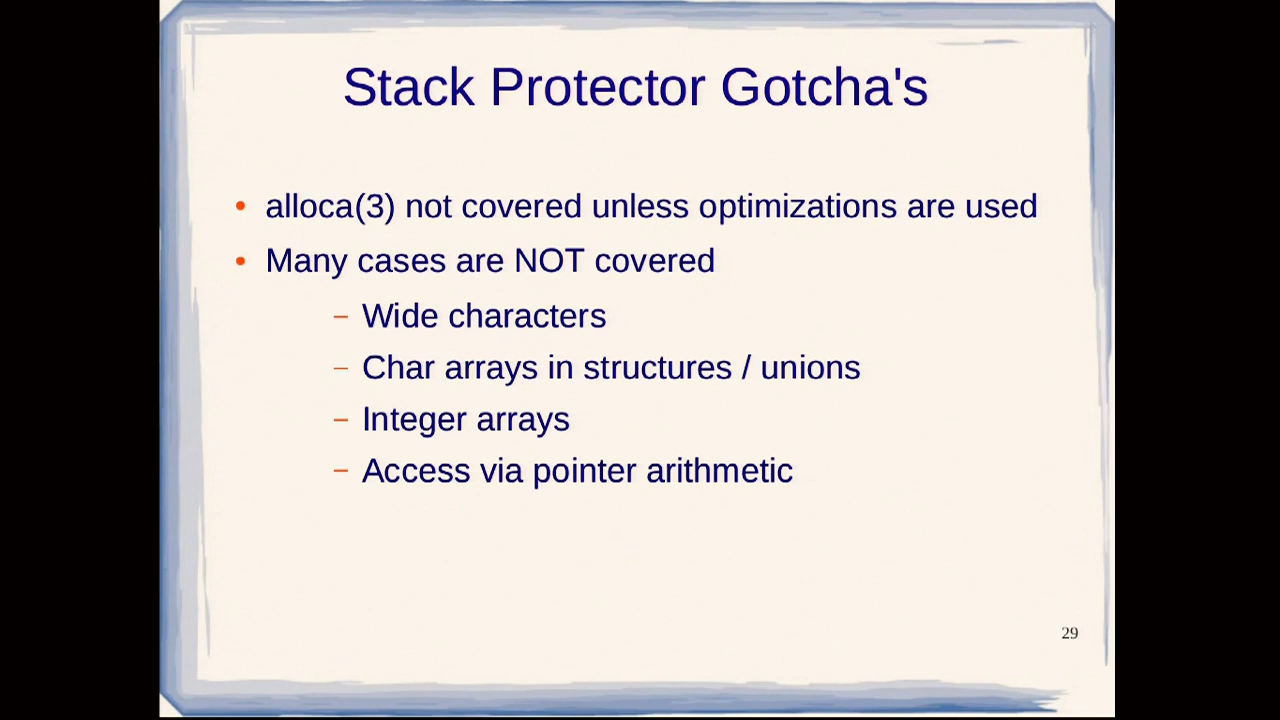 Stack Protector Gotcha's
• alloca(3) not covered unless optimizations are used
• Many cases are NOT covered
– Wide characters
– Char arrays in structures / unions
– Integer arrays
– Access via pointer arithmetic
29